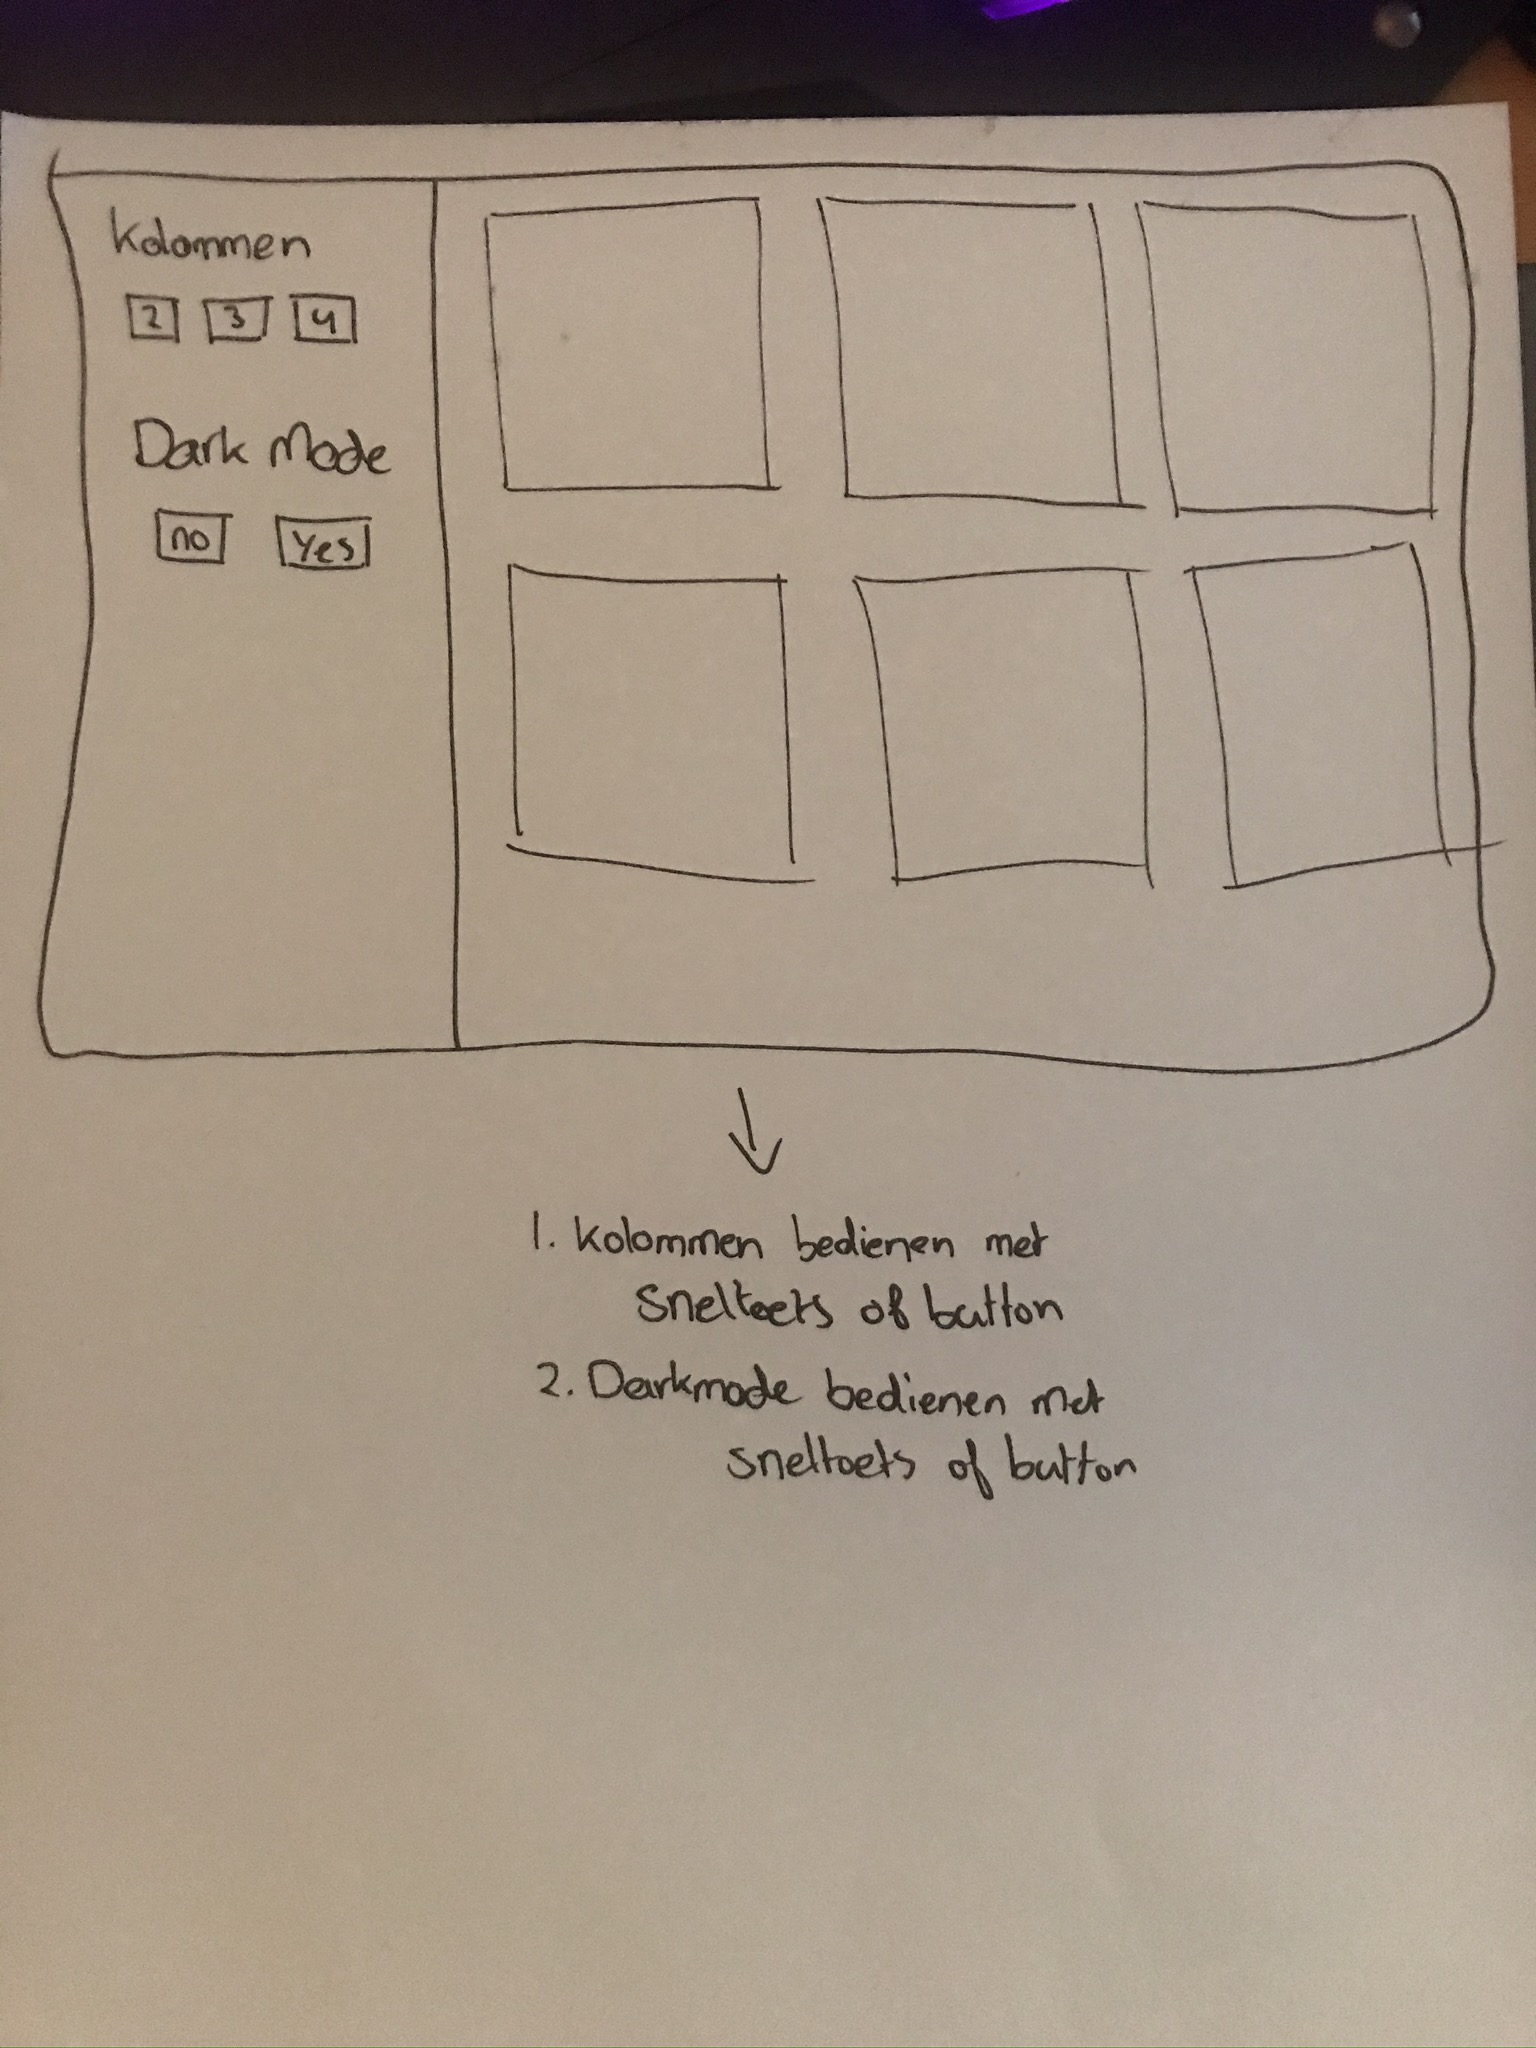 Kolommen
2 3 4
Dark Mode
no Yes
1. Kolommen bedienen met
Sneltoets of button
2. Darkmode bedienen met
sneltoets of button